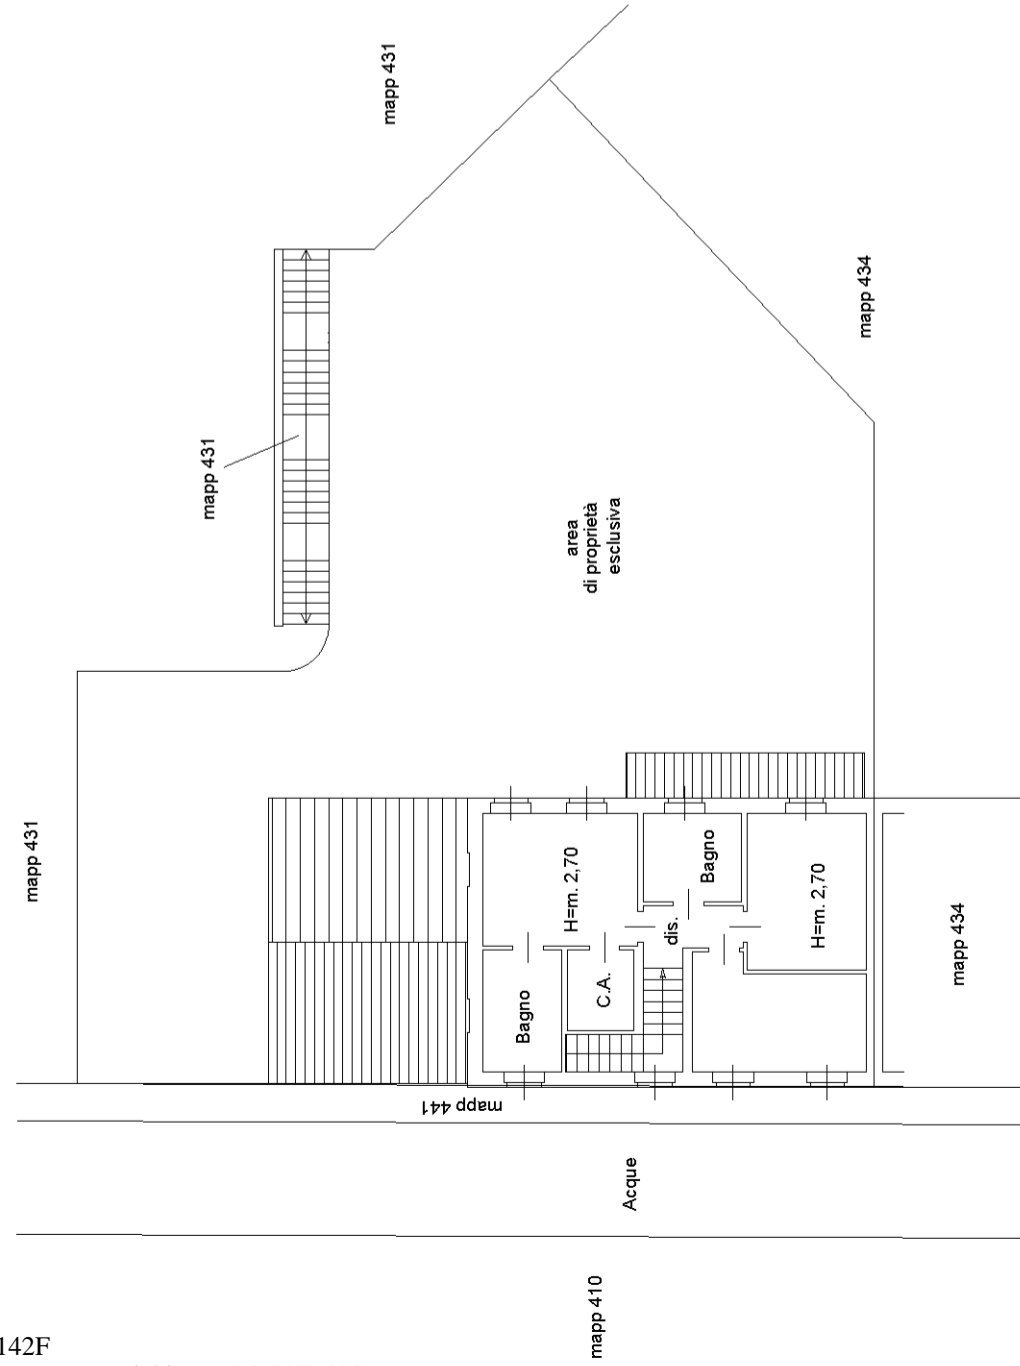 mapp 431
mapp 434
mapp 431
area
di proprietà
esclusiva
mapp 431
H=m. 2,70
Bagno
H=m. 2,70
dis.
mapp 434
C.A.
Bagno
mapp 441
Acque
mapp 410
142F